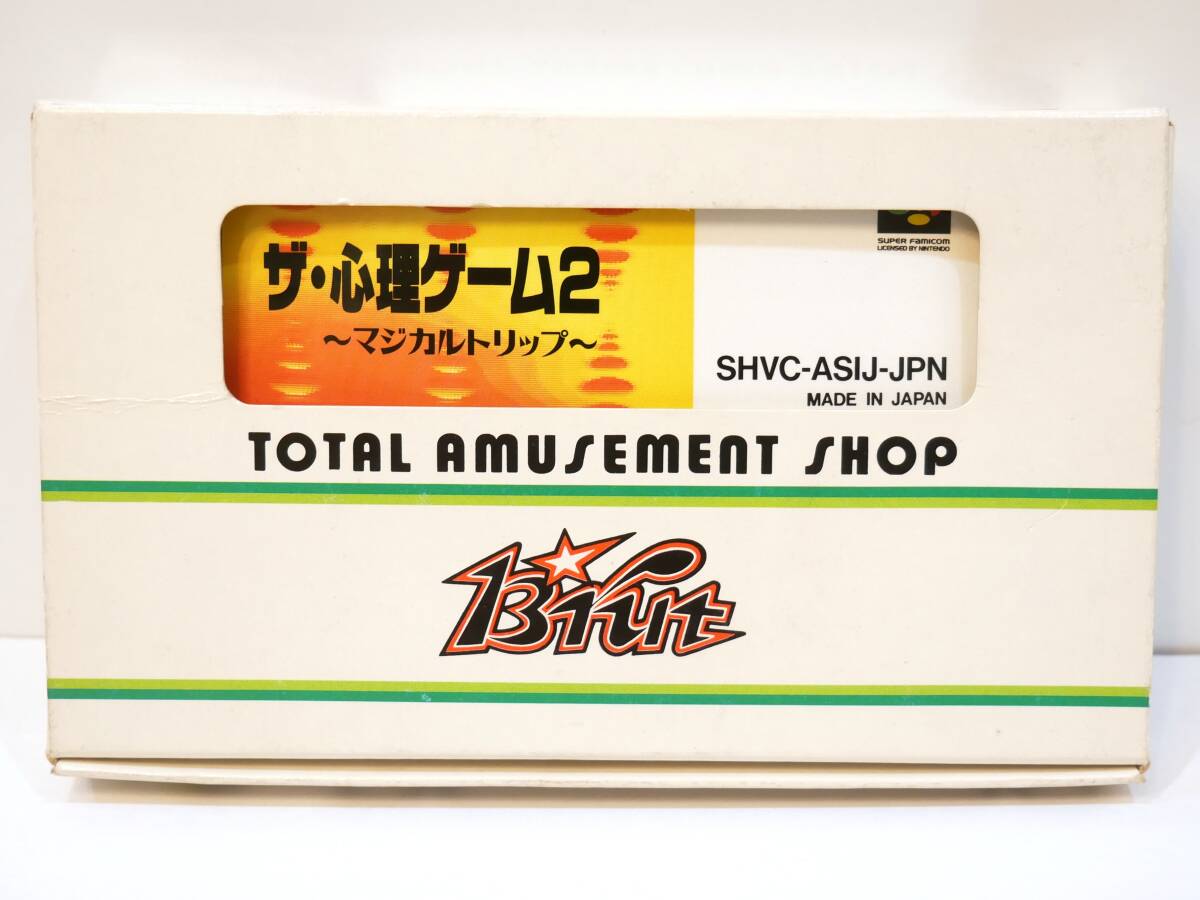 ザ・心理ゲーム2
～マジカルトリップ～
SUPER FAMICOM
LICENSED BY NINTENDO
SHVC-ASIJ-JPN
MADE IN JAPAN
TOTAL AMUSEMENT SHOP